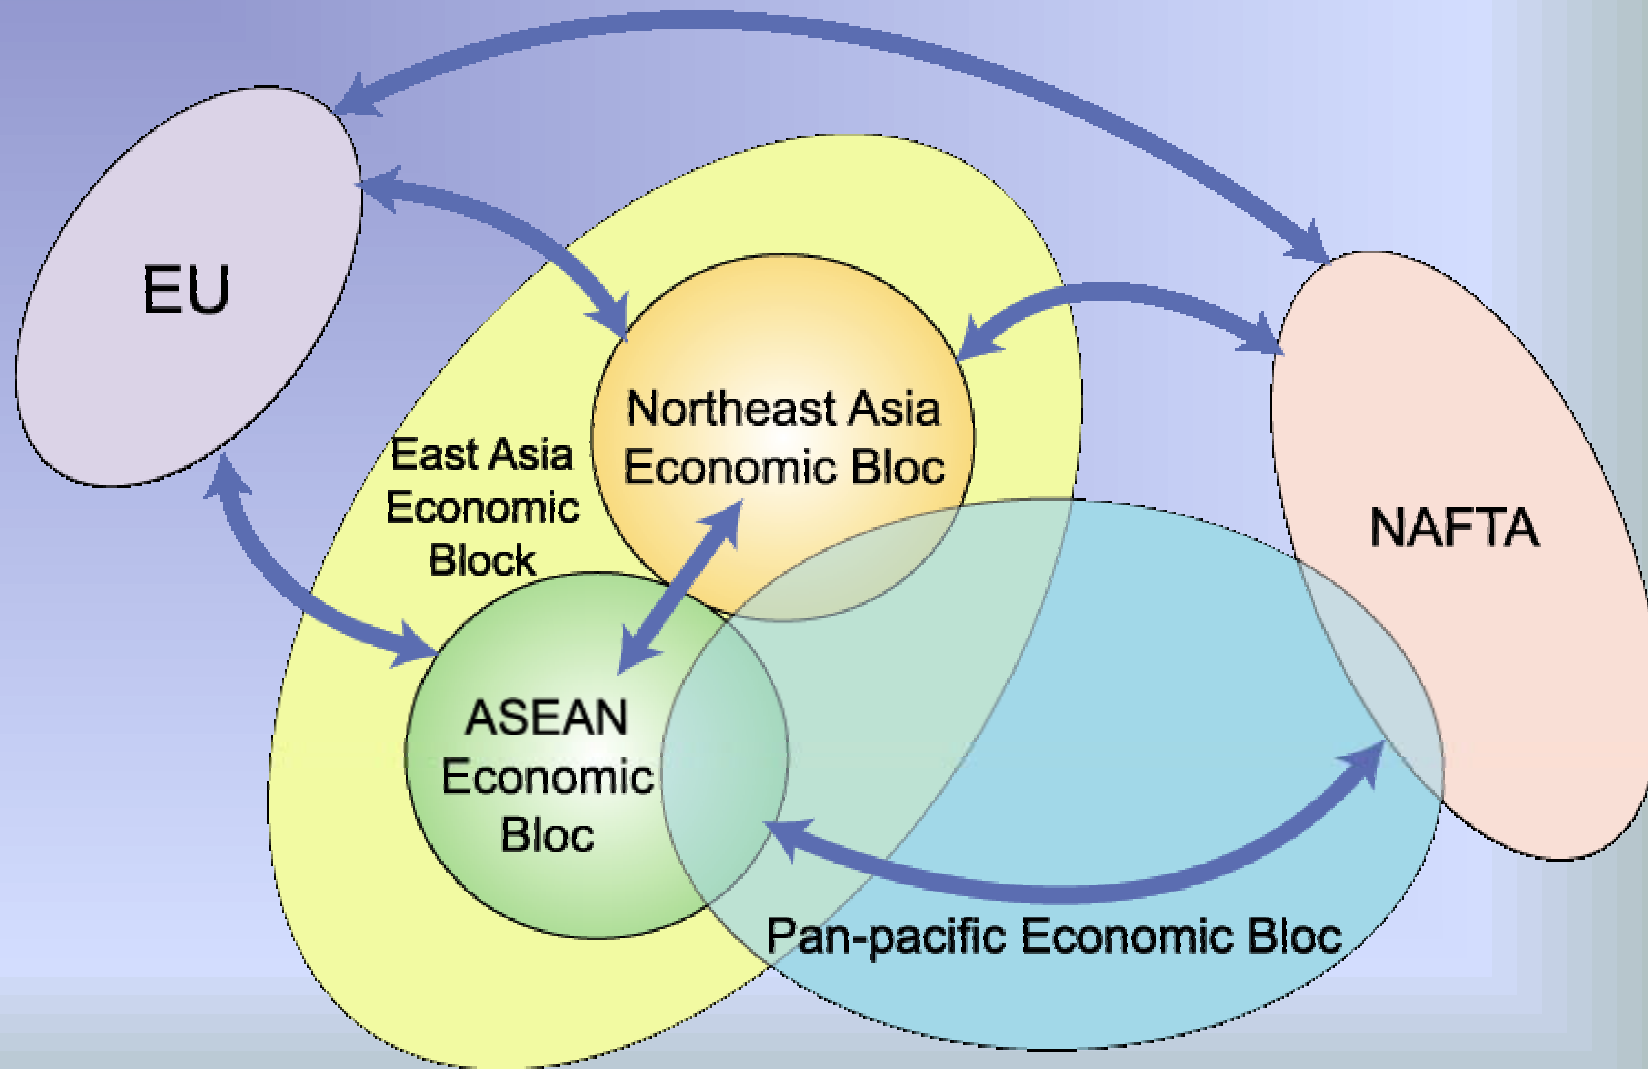 EU
Northeast Asia
Economic Bloc
East Asia
Economic
Block
NAFTA
ASEAN
Economic
Bloc
Pan-pacific Economic Bloc